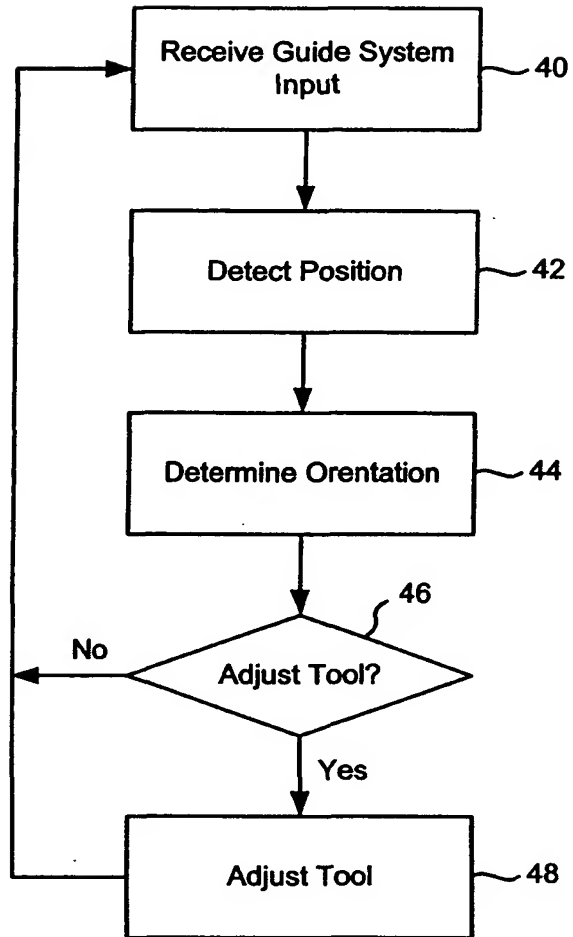 Receive Guide System
Input
40
Detect Position
42
Determine Orentation
44
46
No
Adjust Tool?
Yes
Adjust Tool
48